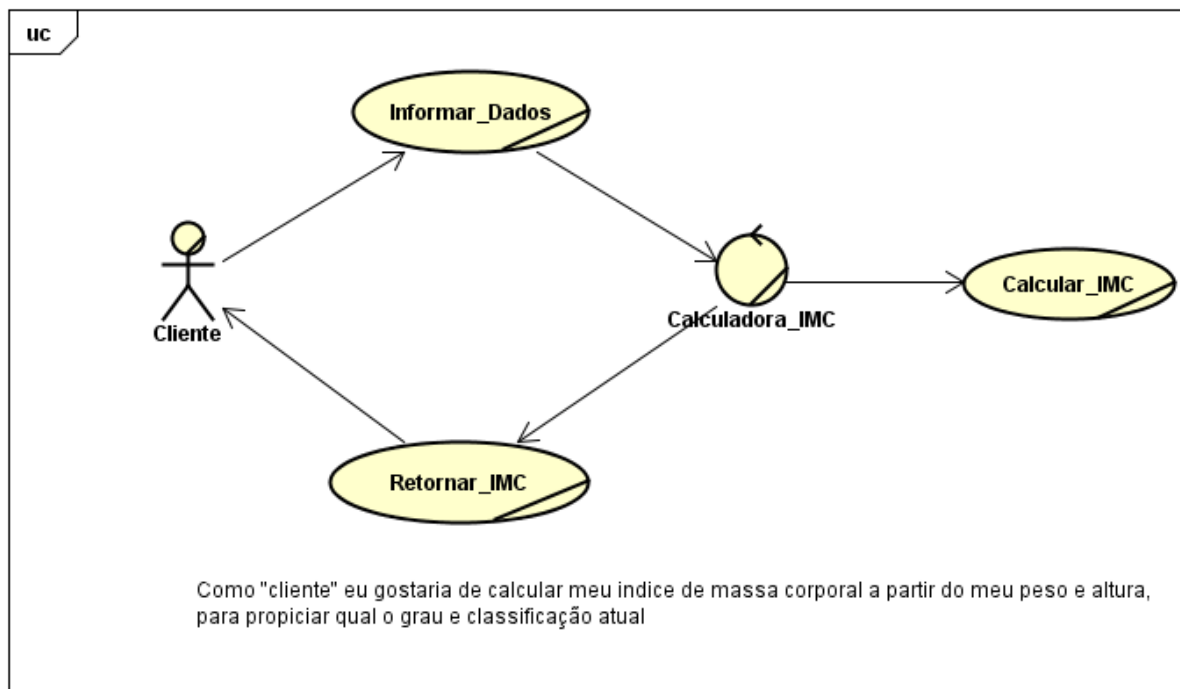 uc
Informar_Dados
Cliente
Calculadora_IMC
Calcular_IMC
Retornar_IMC
Como "cliente" eu gostaria de calcular meu indice de massa corporal a partir do meu peso e altura,
para propiciar qual o grau e classificação atual